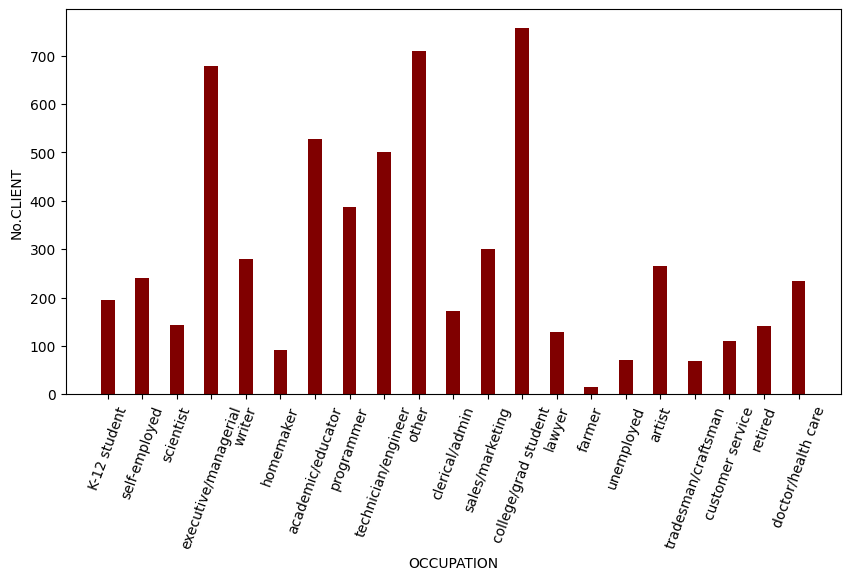 700
600
500
400
300
200
100
0
No.CLIENT
K-12 student
self-employed
scientist
executive/managerial
writer
homemaker
academic/educator
programmer
technician/engineer
other
clerical/admin
sales/marketing
college/grad student
lawyer
farmer
unemployed
artist
tradesman/craftsman
customer service
retired
doctor/health care
OCCUPATION